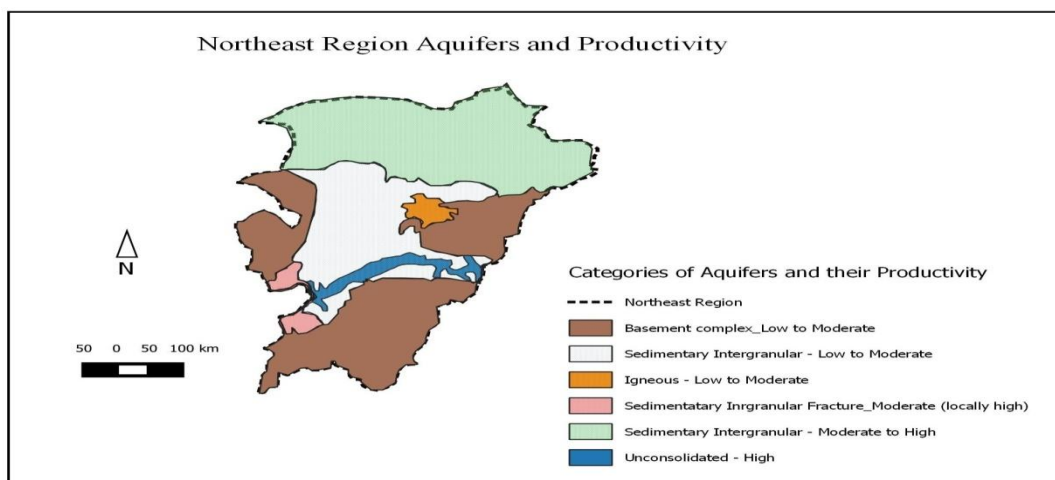 Northeast Region Aquifers and Productivity
N
50 0 50 100 km
Categories of Aquifers and their Productivity
Northeast Region
Basement complex_Low to Moderate
Sedimentary Intergranular - Low to Moderate
Igneous - Low to Moderate
Sedimentatary Inrgranular Fracture_Moderate (locally high)
Sedimentary Intergranular - Moderate to High
Unconsolidated - High